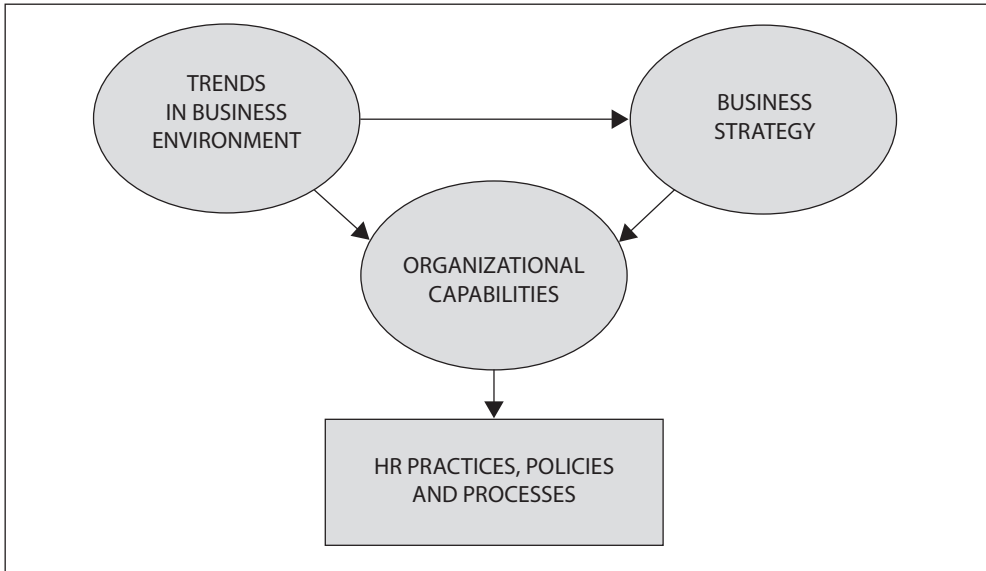 TRENDS
IN BUSINESS
ENVIRONMENT
BUSINESS
STRATEGY
ORGANIZATIONAL
CAPABILITIES
HR PRACTICES, POLICIES
AND PROCESSES